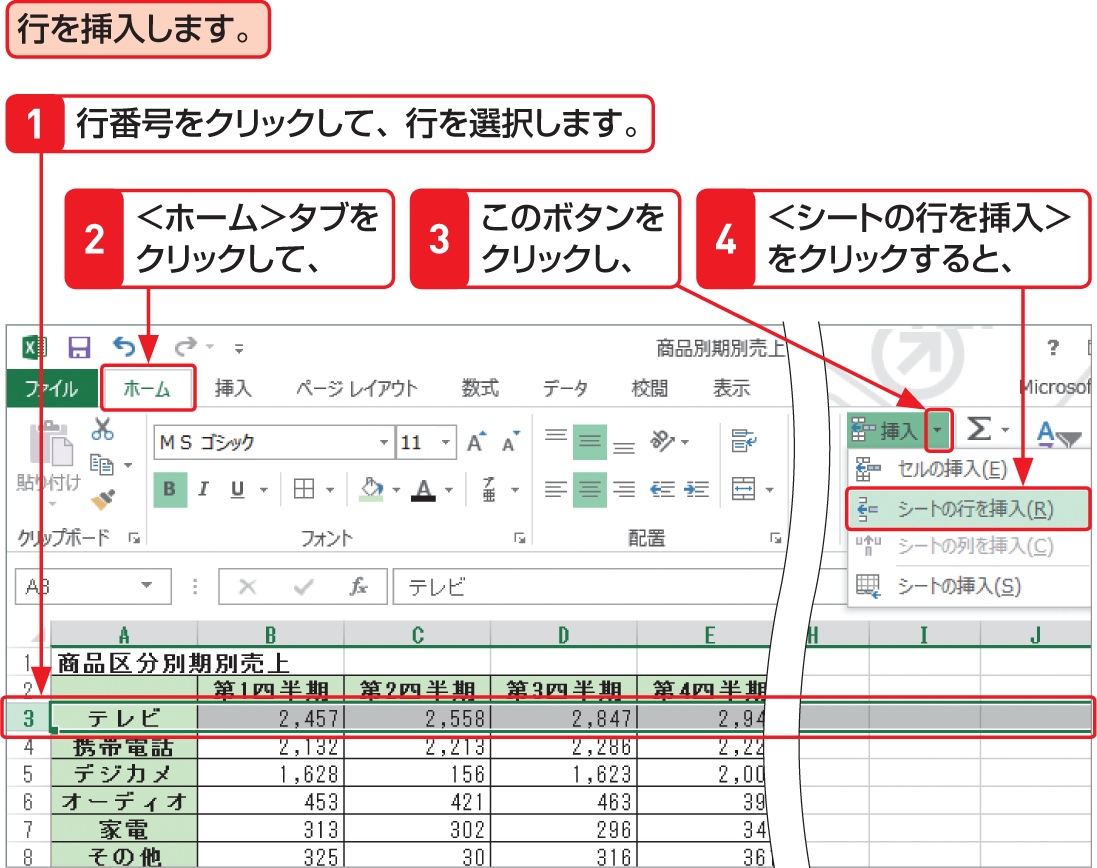 行を挿入します。
1 行番号をクリックして、行を選択します。
2 <ホーム>タブを
クリックして、
3 このボタンを
クリックし、
4 <シートの行を挿入>
をクリックすると、
商品別期別売上
?
ファイル ホーム 挿入 ページ レイアウト 数式 データ 校閲 表示 Microsof
貼り付け
ＭＳ ゴシック 11
B I U
クリップボード フォント 配置
挿入 Σ
セルの挿入(E)
シートの行を挿入(R)
シートの列を挿入(C)
シートの挿入(S)
A3 fx テレビ
A B C D E H I J
1 商品区分別期別売上
2 第1四半期 第2四半期 第3四半期 第4四半期
3 テレビ 2,457 2,558 2,847 2,94
4 携帯電話 2,132 2,213 2,286 2,22
5 デジカメ 1,628 156 1,623 2,00
6 オーディオ 453 421 463 39
7 家電 313 302 296 34
8 その他 325 30 316 36